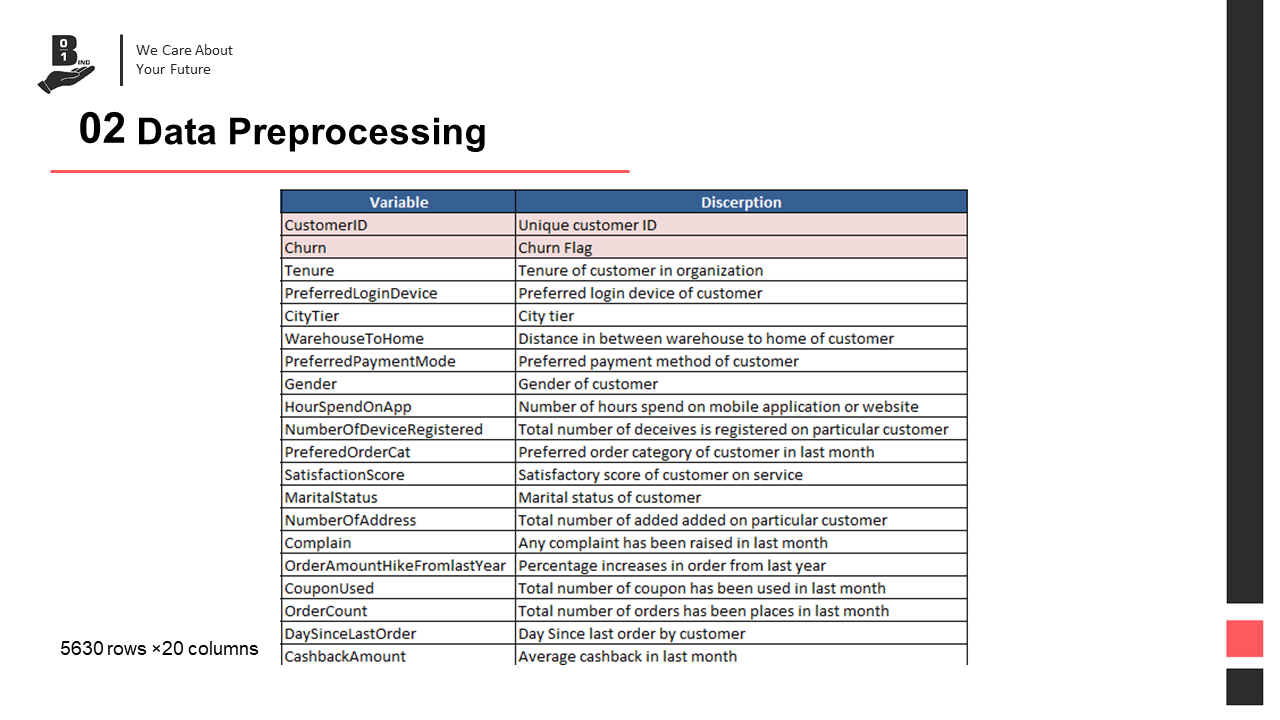 B
0
1
IND
We Care About
Your Future
02 Data Preprocessing
Variable Discerption
CustomerID Unique customer ID
Churn Churn Flag
Tenure Tenure of customer in organization
PreferredLoginDevice Preferred login device of customer
CityTier City tier
WarehouseToHome Distance in between warehouse to home of customer
PreferredPaymentMode Preferred payment method of customer
Gender Gender of customer
HourSpendOnApp Number of hours spend on mobile application or website
NumberOfDeviceRegistered Total number of deceives is registered on particular customer
PreferedOrderCat Preferred order category of customer in last month
SatisfactionScore Satisfactory score of customer on service
MaritalStatus Marital status of customer
NumberOfAddress Total number of added added on particular customer
Complain Any complaint has been raised in last month
OrderAmountHikeFromlastYear Percentage increases in order from last year
CouponUsed Total number of coupon has been used in last month
OrderCount Total number of orders has been places in last month
DaySinceLastOrder Day Since last order by customer
CashbackAmount Average cashback in last month
5630 rows ×20 columns